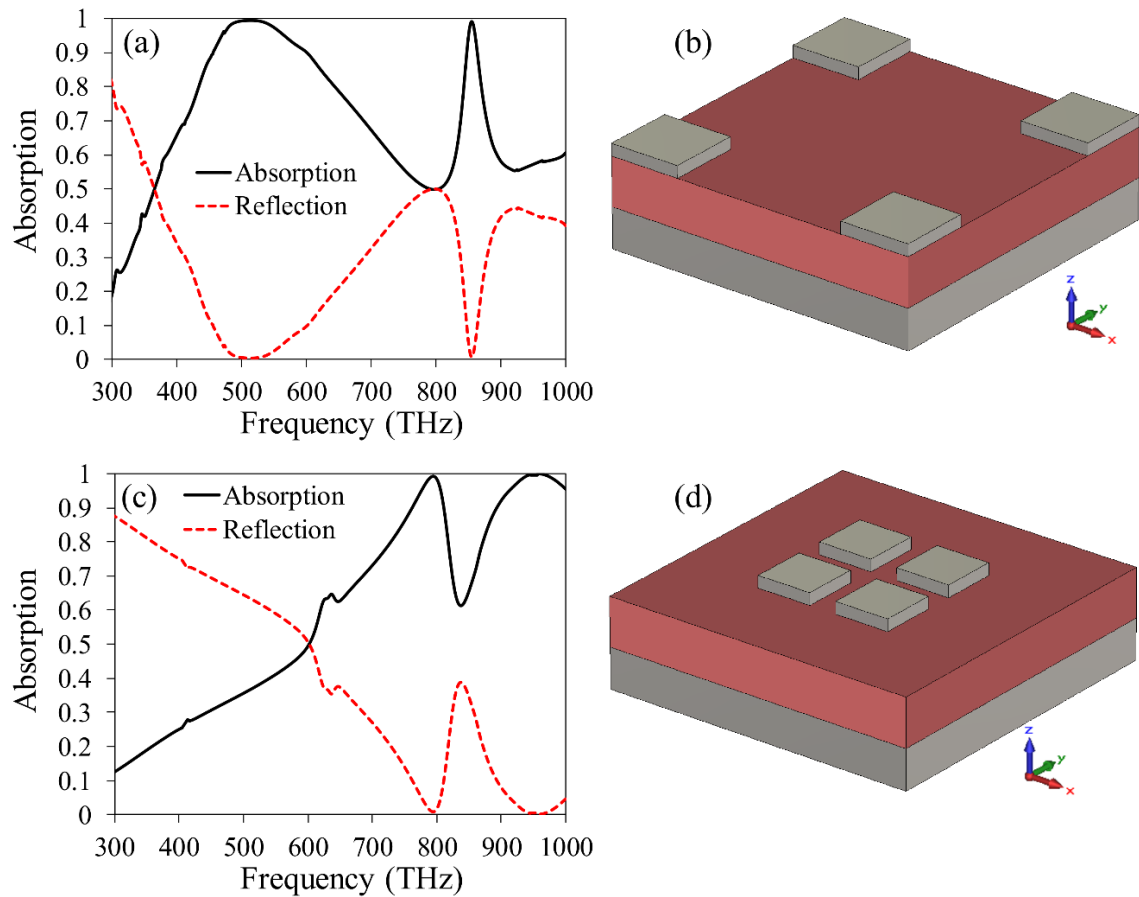 (a)
1
0.9
0.8
0.7
0.6
0.5
0.4
0.3
0.2
0.1
0
Absorption
Absorption
Reflection
300 400 500 600 700 800 900 1000
Frequency (THz)
(b)
z
y
x
(c)
1
0.9
0.8
0.7
0.6
0.5
0.4
0.3
0.2
0.1
0
Absorption
Absorption
Reflection
300 400 500 600 700 800 900 1000
Frequency (THz)
(d)
z
y
x